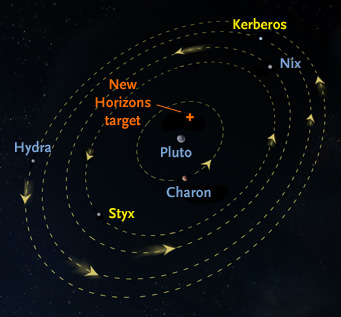 Kerberos
Nix
New
Horizons
target
Hydra
Pluto
Charon
Styx